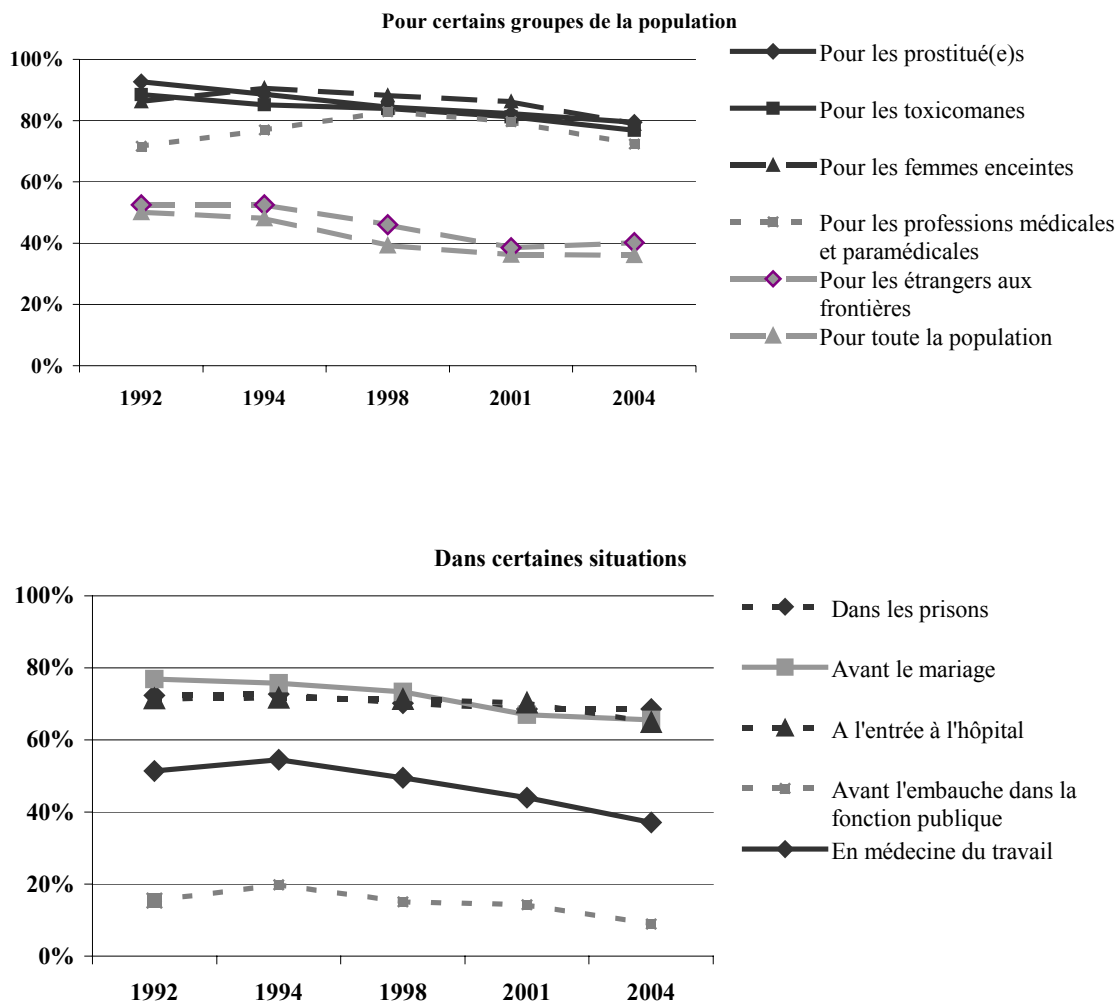 Pour certains groupes de la population
100%
80%
60%
40%
20%
0%
1992 1994 1998 2001 2004
Pour les prostitué(e)s
Pour les toxicomanes
Pour les femmes enceintes
Pour les professions médicales
et paramédicales
Pour les étrangers aux
frontières
Pour toute la population
Dans certaines situations
100%
80%
60%
40%
20%
0%
1992 1994 1998 2001 2004
Dans les prisons
Avant le mariage
A l'entrée à l'hôpital
Avant l'embauche dans la
fonction publique
En médecine du travail